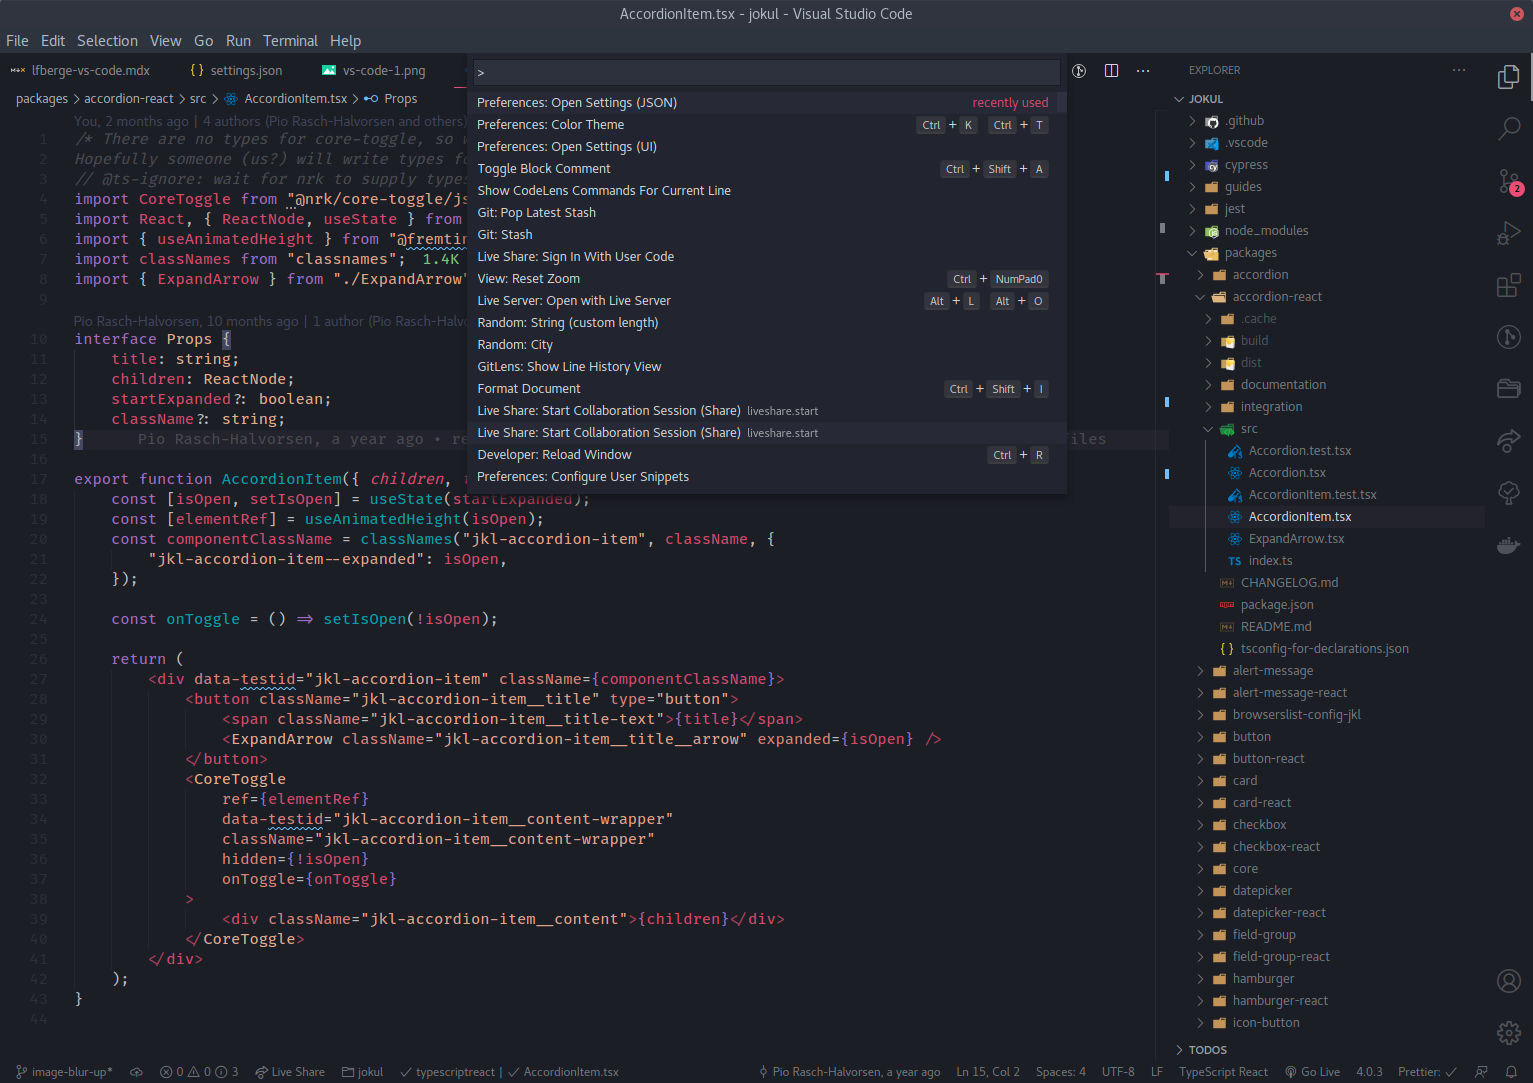 AccordionItem.tsx - jokul - Visual Studio Code
File Edit Selection View Go Run Terminal Help
lfberge-vs-code.mdx
settings.json
vs-code-1.png
packages > accordion-react > src > AccordionItem.tsx > Props
>
Preferences: Open Settings (JSON) recently used
Preferences: Color Theme Ctrl + K Ctrl + T
Preferences: Open Settings (UI)
Toggle Block Comment Ctrl + Shift + A
Show CodeLens Commands For Current Line
Git: Pop Latest Stash
Git: Stash
Live Share: Sign In With User Code
View: Reset Zoom Ctrl + NumPad0
Live Server: Open with Live Server Alt + L Alt + O
Random: String (custom length)
Random: City
GitLens: Show Line History View
Format Document Ctrl + Shift + I
Live Share: Start Collaboration Session (Share) liveshare.start
Live Share: Start Collaboration Session (Share) liveshare.start
Developer: Reload Window Ctrl + R
Preferences: Configure User Snippets
You, 2 months ago | 4 authors (Pio Rasch-Halvorsen and others)
1 /* There are no types for core-toggle, so
2 Hopefully someone (us?) will write types
3 // @ts-ignore: wait for nrk to supply types
4 import CoreToggle from "@nrk/core-toggle/
5 import React, { ReactNode, useState } from
6 import { useAnimatedHeight } from "@fremtin
7 import classNames from "classnames"; 1.4K
8 import { ExpandArrow } from "./ExpandArrow"
9
Pio Rasch-Halvorsen, 10 months ago | 1 author (Pio Rasch-Halvo
10 interface Props {
11 title: string;
12 children: ReactNode;
13 startExpanded?: boolean;
14 className?: string;
15 } Pio Rasch-Halvorsen, a year ago • re files
16
17 export function AccordionItem({ children,
18 const [isOpen, setIsOpen] = useState(startExpanded);
19 const [elementRef] = useAnimatedHeight(isOpen);
20 const componentClassName = classNames("jkl-accordion-item", className, {
21 "jkl-accordion-item--expanded": isOpen,
22 });
23
24 const onToggle = () => setIsOpen(!isOpen);
25
26 return (
27 <div data-testid="jkl-accordion-item" className={componentClassName}>
28 <button className="jkl-accordion-item__title" type="button">
29 <span className="jkl-accordion-item__title-text">{title}</span>
30 <ExpandArrow className="jkl-accordion-item__title__arrow" expanded={isOpen} />
31 </button>
32 <CoreToggle
33 ref={elementRef}
34 data-testid="jkl-accordion-item__content-wrapper"
35 className="jkl-accordion-item__content-wrapper"
36 hidden={!isOpen}
37 onToggle={onToggle}
38 >
39 <div className="jkl-accordion-item__content">{children}</div>
40 </CoreToggle>
41 </div>
42 );
43 }
44
EXPLORER
JOKUL
.github
.vscode
cypress
guides
jest
node_modules
packages
accordion
accordion-react
.cache
build
dist
documentation
integration
src
Accordion.test.tsx
Accordion.tsx
AccordionItem.test.tsx
AccordionItem.tsx
ExpandArrow.tsx
TS index.ts
CHANGELOG.md
package.json
README.md
{} tsconfig-for-declarations.json
alert-message
alert-message-react
browserslist-config-jkl
button
button-react
card
card-react
checkbox
checkbox-react
core
datepicker
datepicker-react
field-group
field-group-react
hamburger
hamburger-react
icon-button
TODOS
2
image-blur-up* 0 0 3 Live Share jokul typescriptreact | AccordionItem.tsx Pio Rasch-Halvorsen, a year ago Ln 15, Col 2 Spaces: 4 UTF-8 LF TypeScript React Go Live 4.0.3 Prettier: